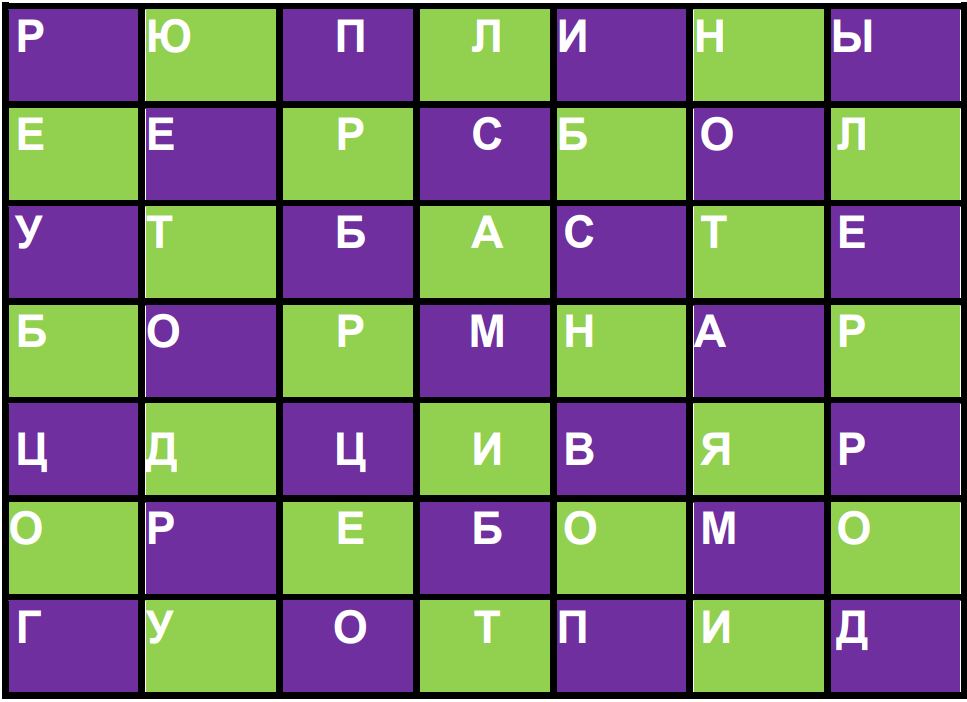 Р Ю П Л И Н Ы
Е Е Р С Б О Л
У Т Б А С Т Е
Б О Р М Н А Р
Ц Д Ц И В Я Р
О Р Е Б О М О
Г У О Т П И Д